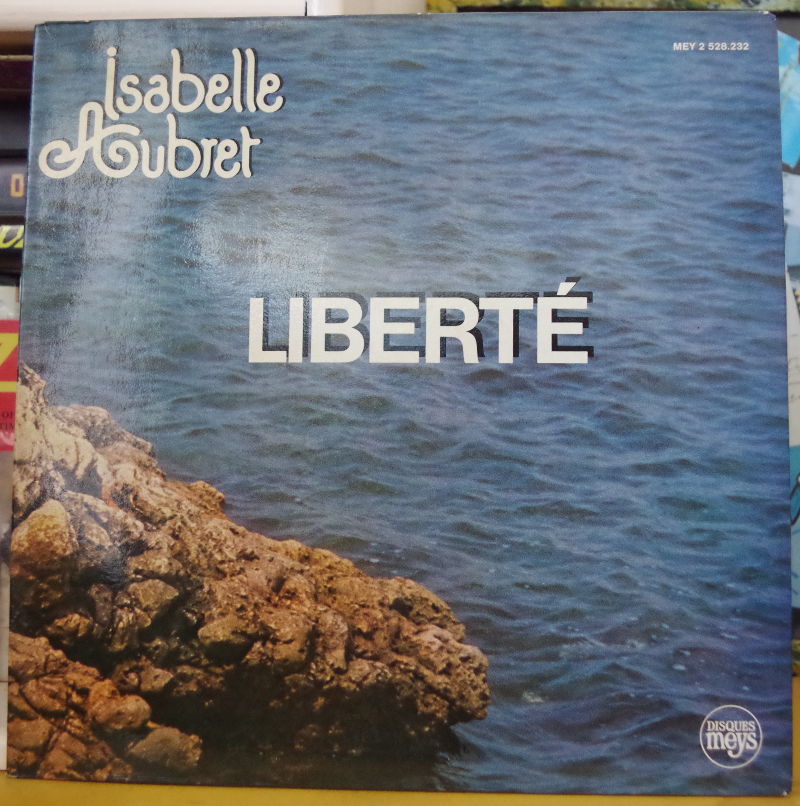 isabelle
Aubret
MEY 2 528.232
LIBERTÉ
DISQUES
meys